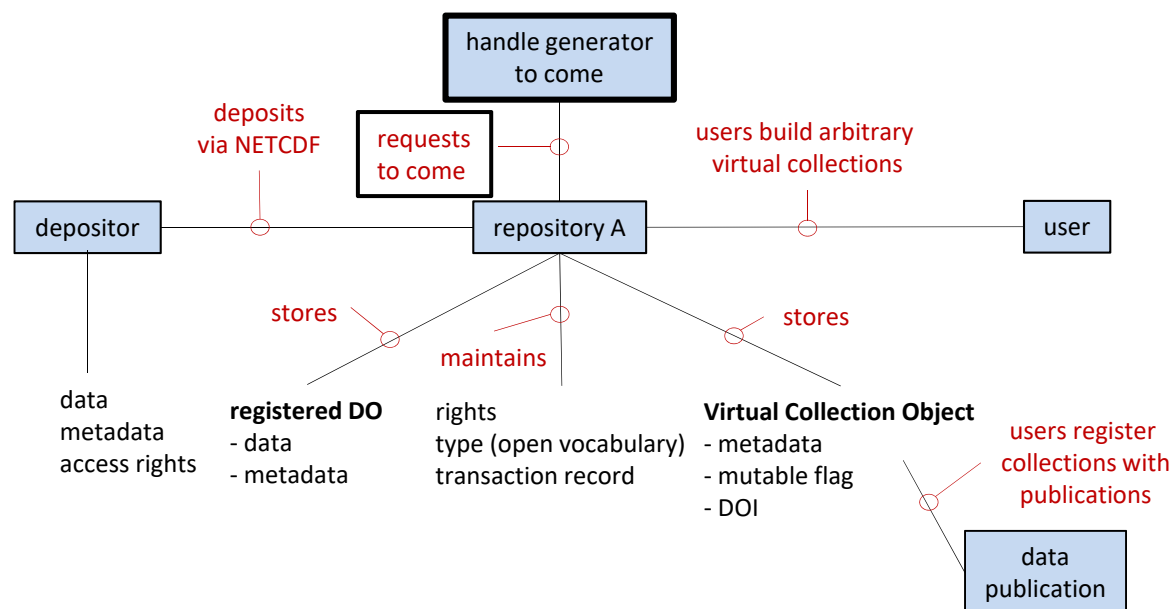 handle generator
to come
deposits
via NETCDF
requests
to come
users build arbitrary
virtual collections
depositor
repository A
user
stores
maintains
stores
data
metadata
access rights
registered DO
- data
- metadata
rights
type (open vocabulary)
transaction record
Virtual Collection Object
- metadata
- mutable flag
- DOI
users register
collections with
publications
data
publication